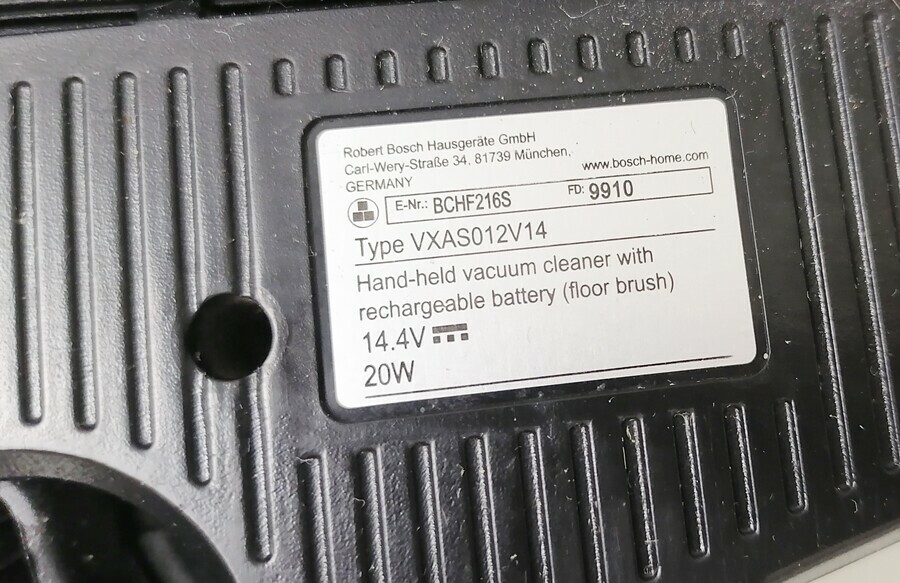 Robert Bosch Hausgeräte GmbH
Carl-Wery-Straße 34, 81739 München,
GERMANY
www.bosch-home.com
E-Nr.: BCHF216S FD: 9910
Type VXAS012V14
Hand-held vacuum cleaner with
rechargeable battery (floor brush)
14.4V
20W